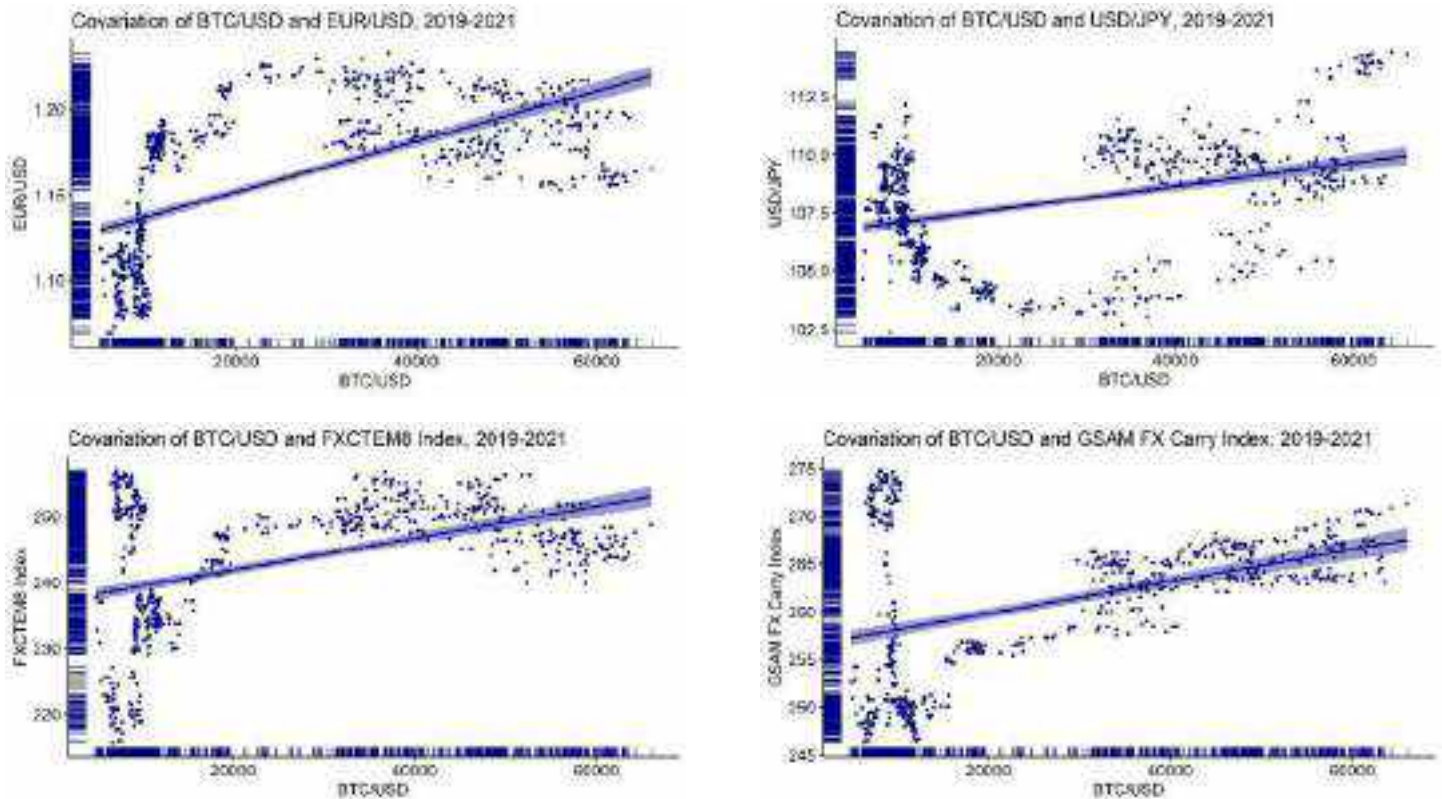 Covariation of BTC/USD and EUR/USD, 2019-2021
EUR/USD
1.20
1.15
1.10
20000 40000 60000
BTC/USD
Covariation of BTC/USD and USD/JPY, 2019-2021
USD/JPY
112.5
110.0
107.5
105.0
102.5
20000 40000 60000
BTC/USD
Covariation of BTC/USD and FXCTEM8 Index, 2019-2021
FXCTEM8 Index
240
230
220
20000 40000 60000
BTC/USD
Covariation of BTC/USD and GSAM FX Carry Index, 2019-2021
GSAM FX Carry Index
275
270
265
260
255
250
245
20000 40000 60000
BTC/USD